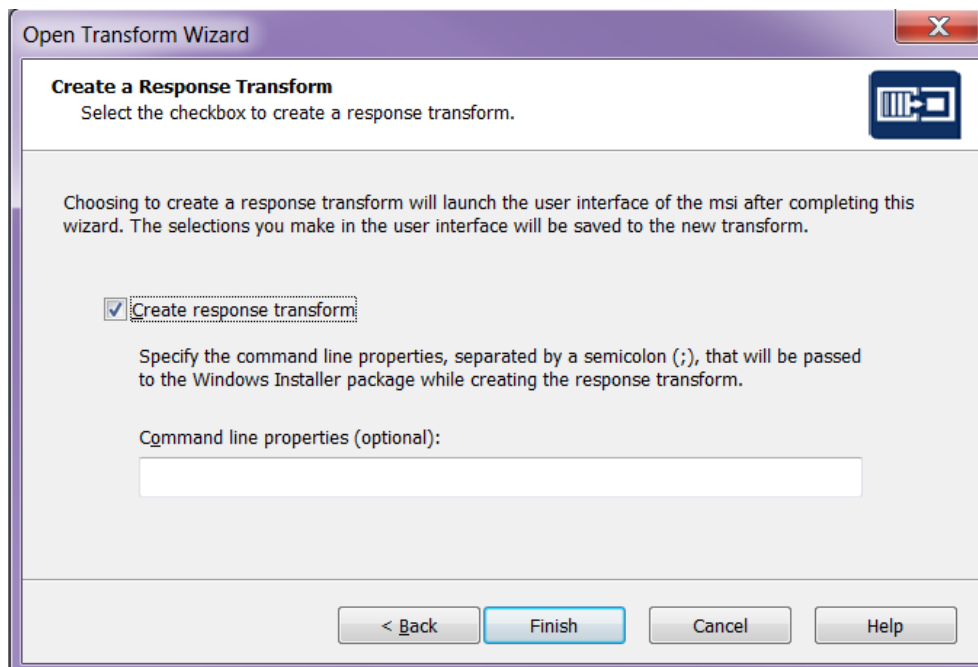 Open Transform Wizard
X
Create a Response Transform
Select the checkbox to create a response transform.
Choosing to create a response transform will launch the user interface of the msi after completing this
wizard. The selections you make in the user interface will be saved to the new transform.
Create response transform
Specify the command line properties, separated by a semicolon (;), that will be passed
to the Windows Installer package while creating the response transform.
Command line properties (optional):
< Back Finish Cancel Help